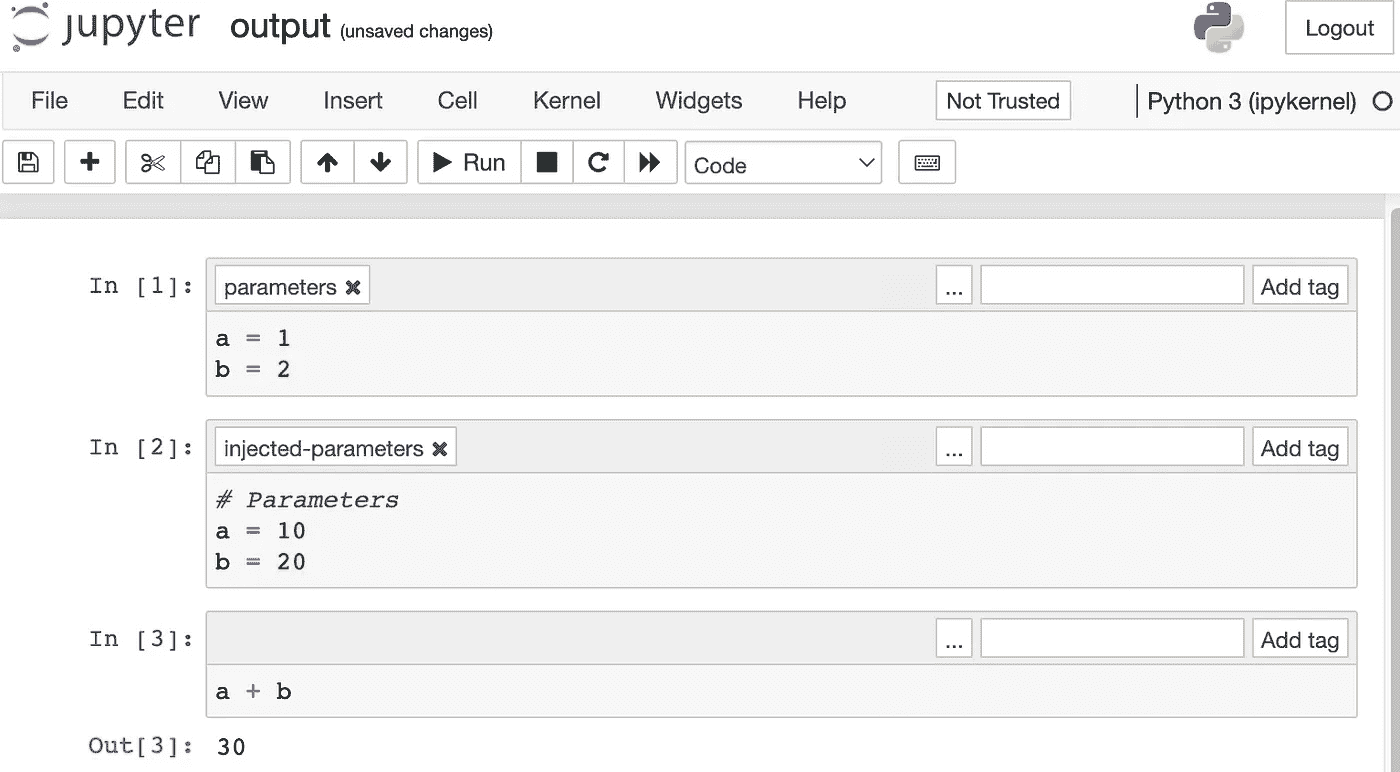 jupyter output (unsaved changes) Logout
File Edit View Insert Cell Kernel Widgets Help Not Trusted Python 3 (ipykernel)
Run Code
In [1]: parameters ... Add tag
a = 1
b = 2
In [2]: injected-parameters ... Add tag
# Parameters
a = 10
b = 20
In [3]: ... Add tag
a + b
Out[3]: 30